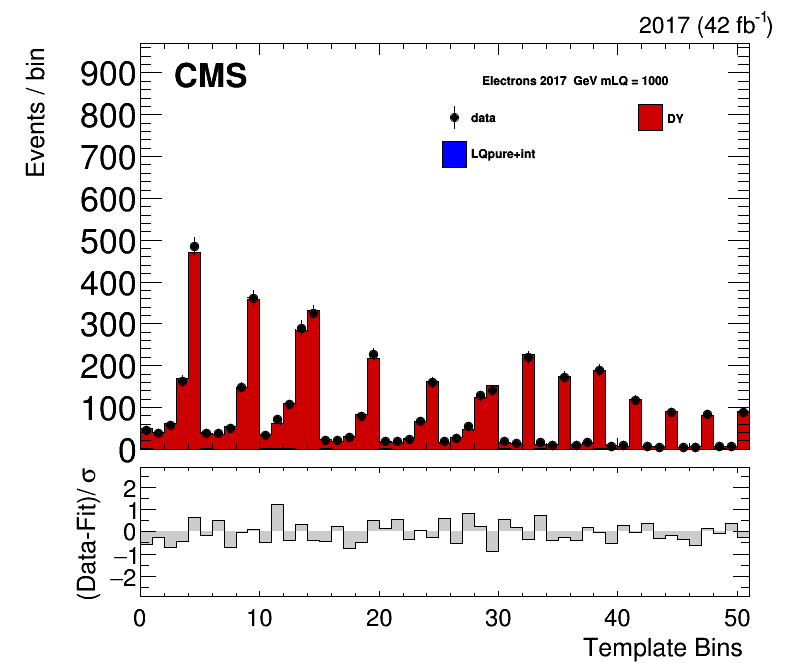 2017 (42 fb-1)
CMS
Electrons 2017 GeV mLQ = 1000
data
DY
LQpure+int
Events / bin
900
800
700
600
500
400
300
200
100
0
(Data-Fit)/ σ
2
1
0
−1
−2
0 10 20 30 40 50
Template Bins